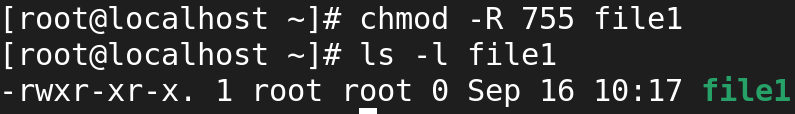 [root@localhost ~]# chmod -R 755 file1
[root@localhost ~]# ls -l file1
-rwxr-xr-x. 1 root root 0 Sep 16 10:17 file1